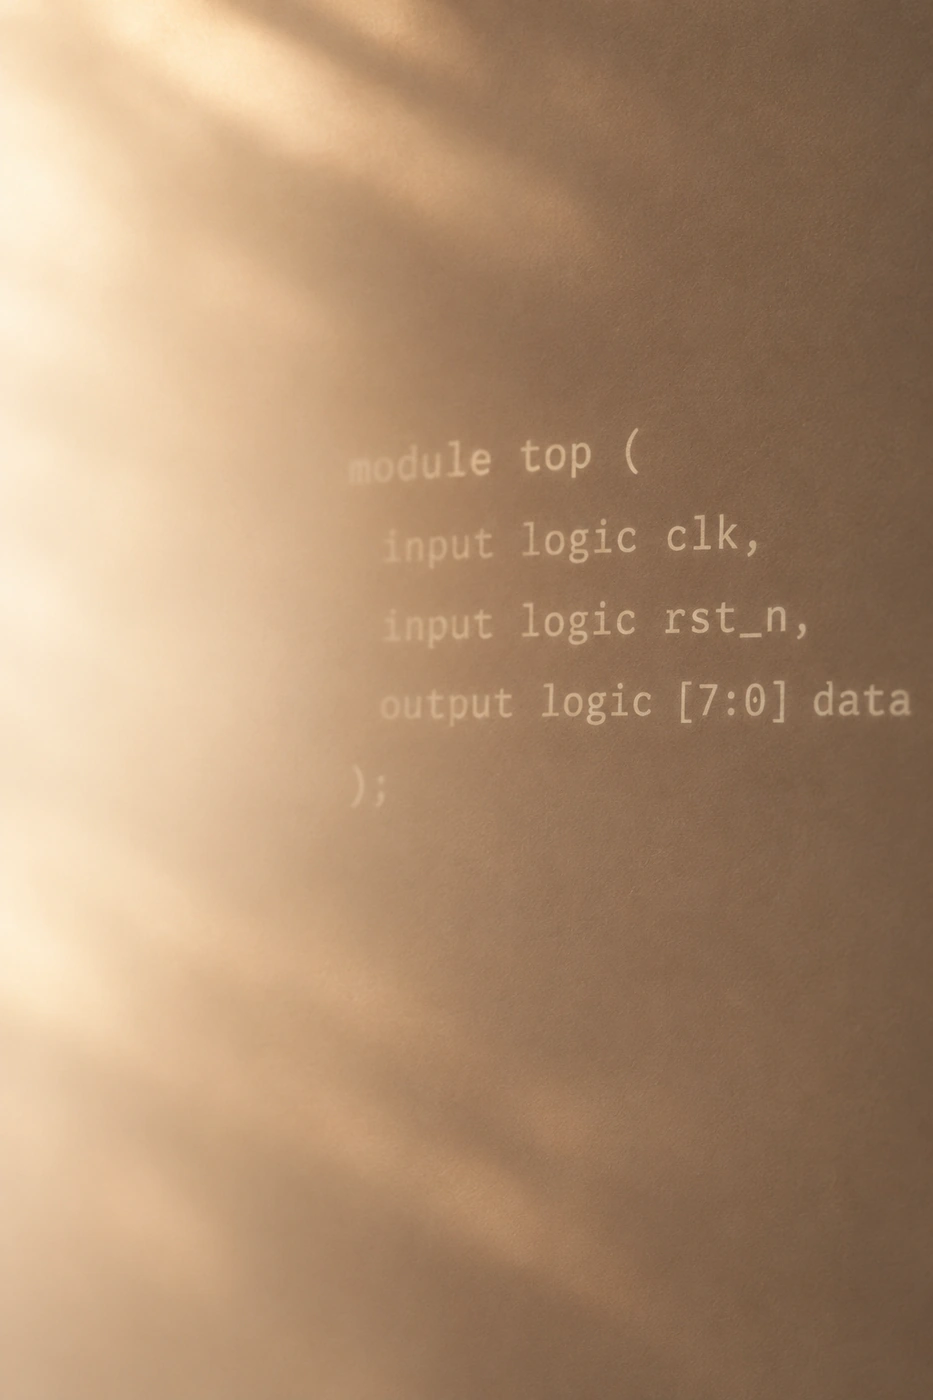 module top (
input logic clk,
input logic rst_n,
output logic [7:0] data
);